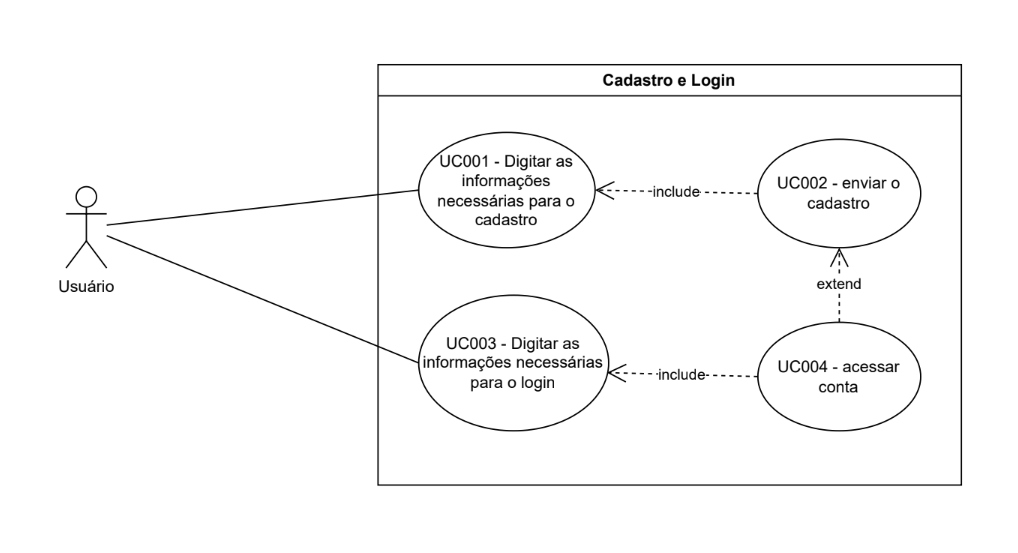 Cadastro e Login
UC001 - Digitar as
informações
necessárias para o
cadastro
include
UC002 - enviar o
cadastro
Usuário
extend
UC003 - Digitar as
informações necessárias
para o login
include
UC004 - acessar
conta